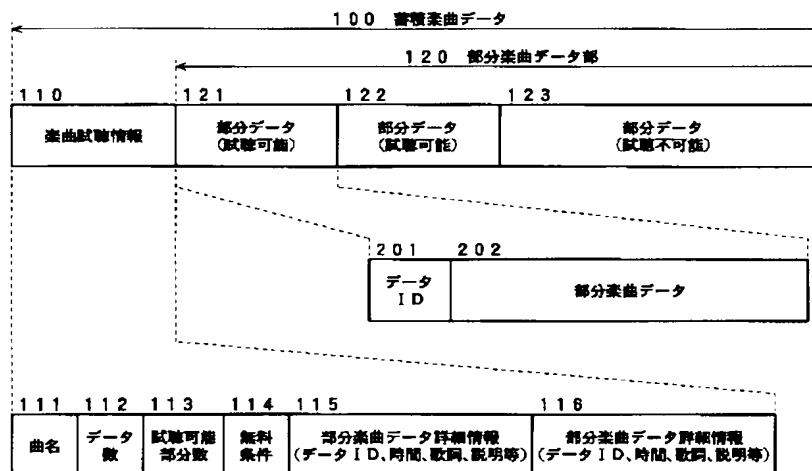 100 蓄積楽曲データ
120 部分楽曲データ部
110
121
122
123
楽曲試聴情報
部分データ
(試聴可能)
部分データ
(試聴可能)
部分データ
(試聴不可能)
201
202
データ
ID
部分楽曲データ
111
112
113
114
115
116
曲名
データ
数
試聴可能
部分数
無料
条件
部分楽曲データ詳細情報
(データID、時間、歌詞、説明等)
部分楽曲データ詳細情報
(データID、時間、歌詞、説明等)